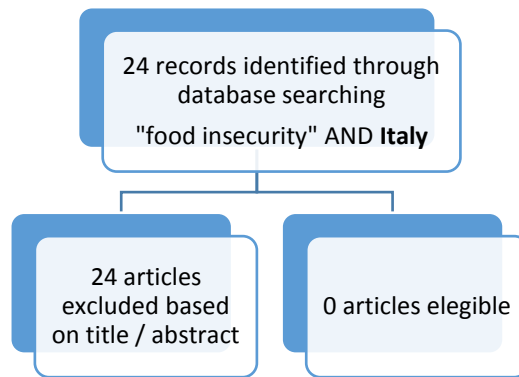 24 records identified through
database searching
"food insecurity" AND Italy
24 articles
excluded based
on title / abstract
0 articles elegible